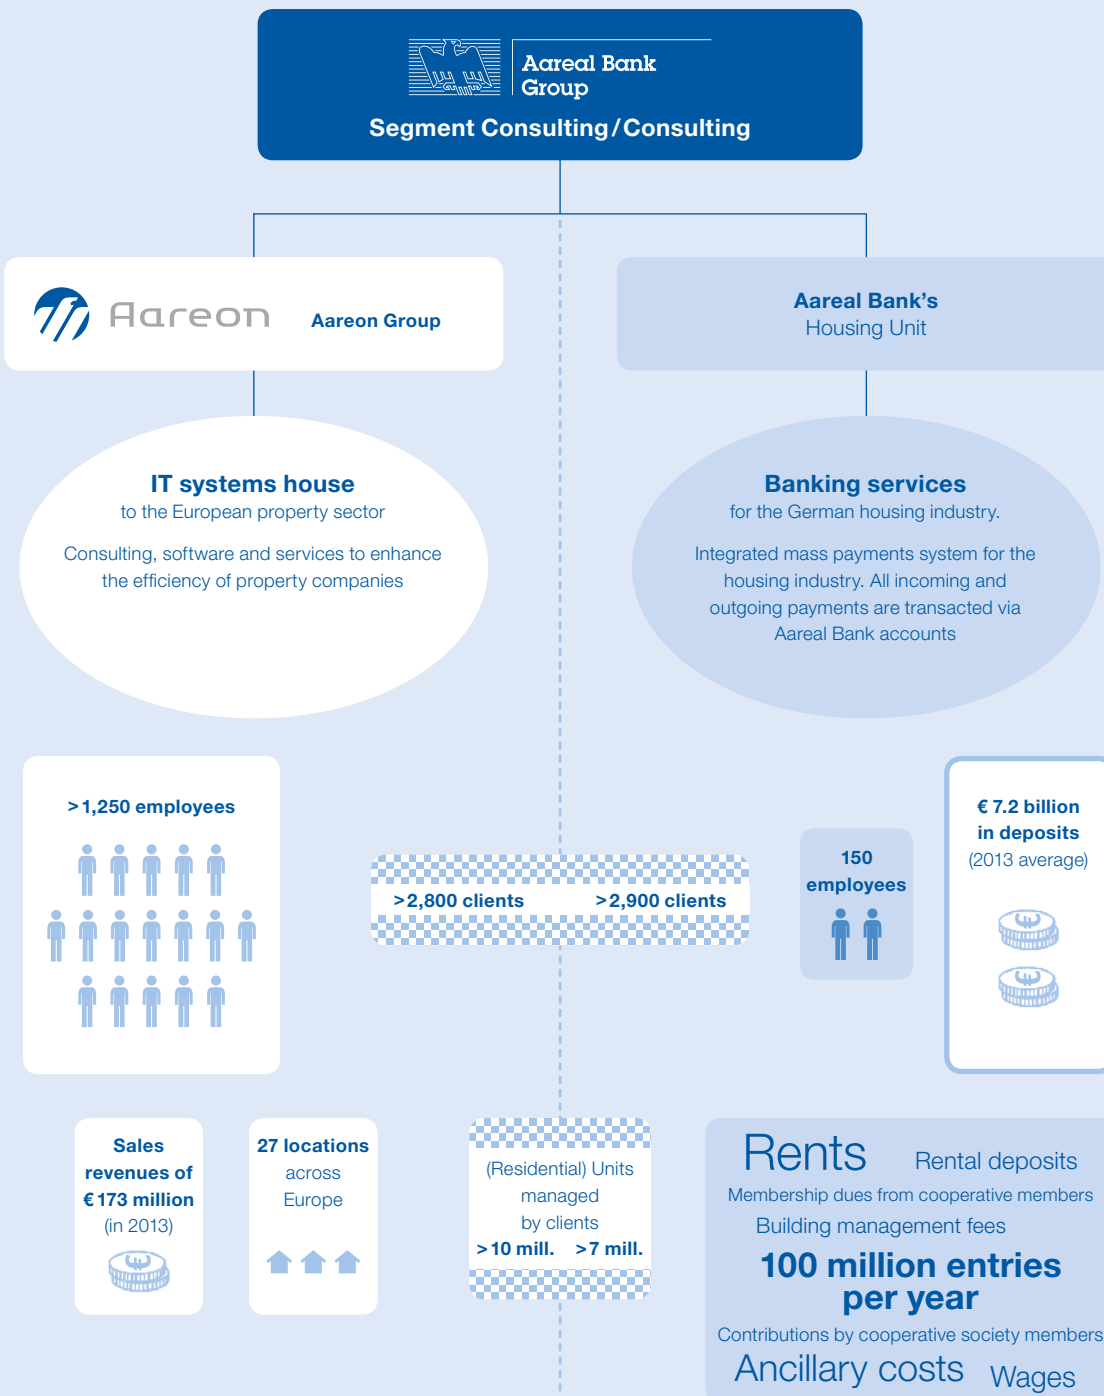 Aareal Bank
Group
Segment Consulting/Consulting
Aareon
Aareon Group
Aareal Bank's
Housing Unit
IT systems house
to the European property sector
Consulting, software and services to enhance
the efficiency of property companies
Banking services
for the German housing industry.
Integrated mass payments system for the
housing industry. All incoming and
outgoing payments are transacted via
Aareal Bank accounts
>1,250 employees
>2,800 clients
>2,900 clients
150
employees
€ 7.2 billion
in deposits
(2013 average)
Sales
revenues of
€ 173 million
(in 2013)
27 locations
across
Europe
(Residential) Units
managed
by clients
>10 mill. >7 mill.
Rents
Rental deposits
Membership dues from cooperative members
Building management fees
100 million entries
per year
Contributions by cooperative society members
Ancillary costs
Wages